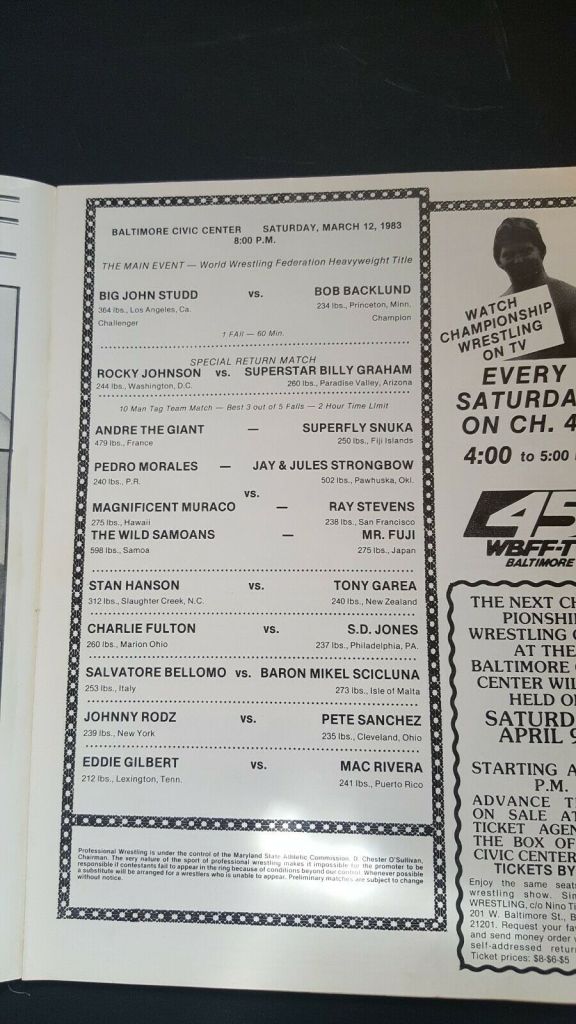 BALTIMORE CIVIC CENTER SATURDAY, MARCH 12, 1983
8:00 P.M.
THE MAIN EVENT — World Wrestling Federation Heavyweight Title
BIG JOHN STUDD vs. BOB BACKLUND
364 lbs., Los Angeles, Ca. 234 lbs., Princeton, Minn.
Challenger Champion
1 Fall — 60 Min.
SPECIAL RETURN MATCH
ROCKY JOHNSON vs. SUPERSTAR BILLY GRAHAM
244 lbs., Washington, D.C. 260 lbs., Paradise Valley, Arizona
10 Man Tag Team Match — Best 3 out of 5 Falls — 2 Hour Time Limit
ANDRE THE GIANT — SUPERFLY SNUKA
479 lbs., France 250 lbs., Fiji Islands
PEDRO MORALES — JAY & JULES STRONGBOW
240 lbs., P.R. 502 lbs., Pawhuska, Okl.
vs.
MAGNIFICENT MURACO — RAY STEVENS
275 lbs., Hawaii 238 lbs., San Francisco
THE WILD SAMOANS — MR. FUJI
598 lbs., Samoa 275 lbs., Japan
STAN HANSON vs. TONY GAREA
312 lbs., Slaughter Creek, N.C. 240 lbs., New Zealand
CHARLIE FULTON vs. S.D. JONES
260 lbs., Marion Ohio 237 lbs., Philadelphia, PA.
SALVATORE BELLOMO vs. BARON MIKEL SCICLUNA
253 lbs., Italy 273 lbs., Isle of Malta
JOHNNY RODZ vs. PETE SANCHEZ
239 lbs., New York 235 lbs., Cleveland, Ohio
EDDIE GILBERT vs. MAC RIVERA
212 lbs., Lexington, Tenn. 241 lbs., Puerto Rico
Professional Wrestling is under the control of the Maryland State Athletic Commission, D. Chester O'Sullivan,
Chairman. The very nature of the sport of professional wrestling makes it impossible for the promoter to be
responsible if contestants fail to appear in the ring because of conditions beyond our control. Whenever possible
a substitute will be arranged for a wrestlers who is unable to appear. Preliminary matches are subject to change
without notice.
WATCH
CHAMPIONSHIP
WRESTLING
ON TV
EVERY
SATURDA
ON CH. 4
4:00 to 5:00
45
WBFF-T
BALTIMORE
THE NEXT CH
PIONSHI
WRESTLING C
AT THE
BALTIMORE
CENTER WIL
HELD O
SATURD
APRIL 9
STARTING A
P.M.
ADVANCE T
ON SALE AT
TICKET AGEN
THE BOX OF
CIVIC CENTER
TICKETS BY
Enjoy the same seats
wrestling show. Sim
WRESTLING, c/o Nino Ti
201 W. Baltimore St., B
21201. Request your fav
and send money order
self-addressed retur
Ticket prices: $8-$6-$5